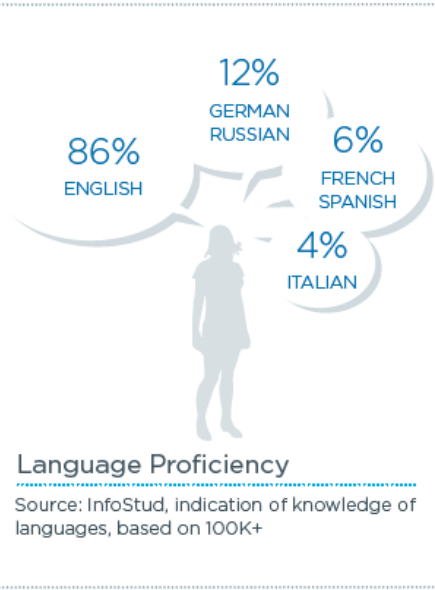 12%
GERMAN
RUSSIAN
86%
ENGLISH
6%
FRENCH
SPANISH
4%
ITALIAN
Language Proficiency
Source: InfoStud, indication of knowledge of
languages, based on 100K+